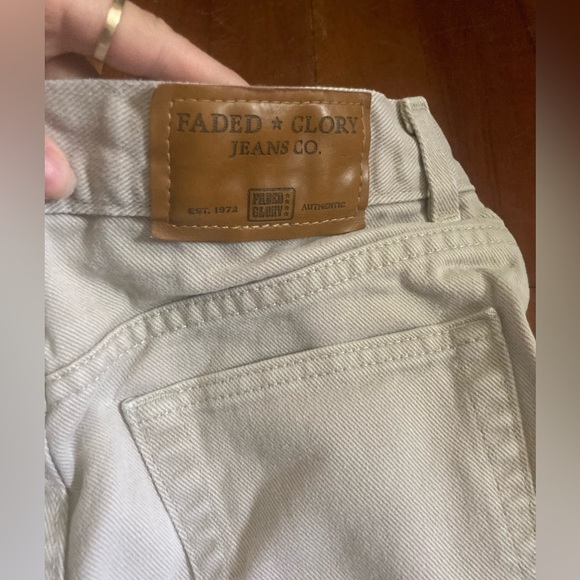 FADED ★ GLORY
JEANS CO.
EST. 1972
FADED
GLORY
AUTHENTIC